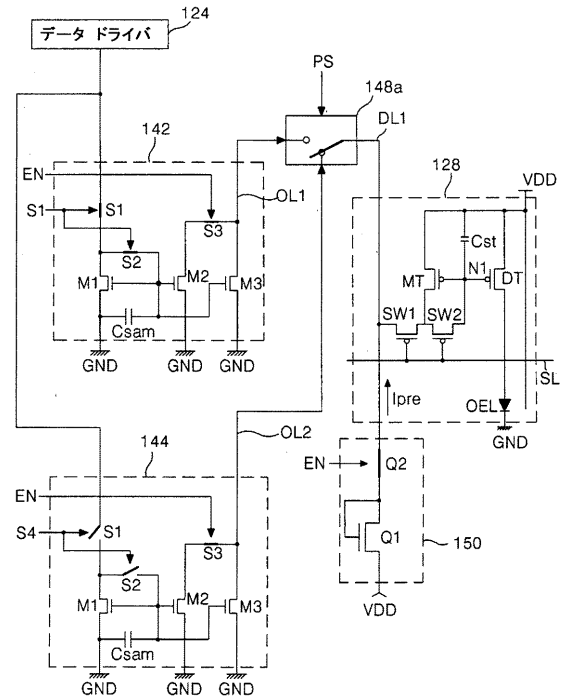 124
データ ドライバ
PS
148a
DL1
142
EN
S1
S1
S3
OL1
S2
M1
M2
M3
Csam
GND
GND
GND
128
VDD
Cst
MT
N1
DT
SW1
SW2
SL
Ipre
OEL
GND
OL2
144
EN
S4
S1
S3
S2
M1
M2
M3
Csam
GND
GND
GND
EN
Q2
Q1
150
VDD